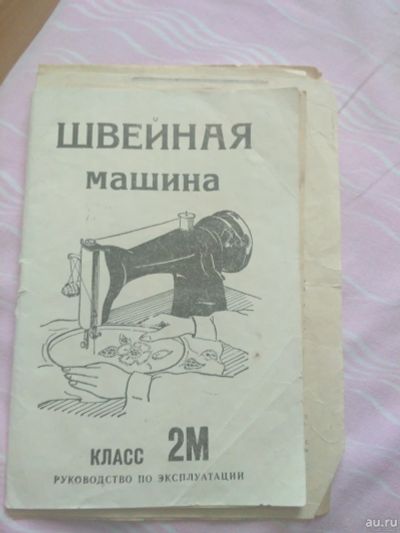 ШВЕЙНАЯ
машина
КЛАСС 2М
РУКОВОДСТВО ПО ЭКСПЛУАТАЦИИ
au.ru